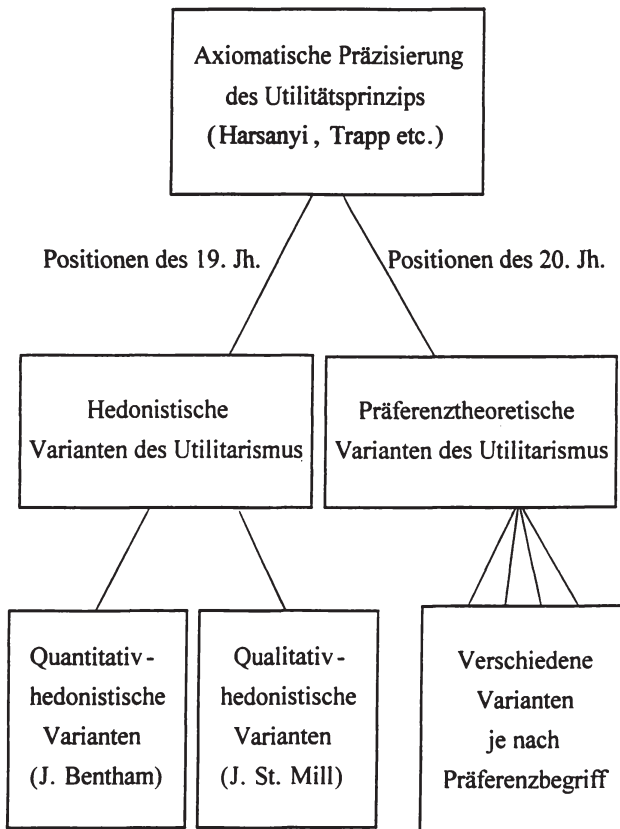 Axiomatische Präzisierung
des Utilitätsprinzips
(Harsanyi , Trapp etc.)
Positionen des 19. Jh.
Positionen des 20. Jh.
Hedonistische
Varianten des Utilitarismus
Präferenztheoretische
Varianten des Utilitarismus
Quantitativ-
hedonistische
Varianten
(J. Bentham)
Qualitativ-
hedonistische
Varianten
(J. St. Mill)
Verschiedene
Varianten
je nach
Präferenzbegriff